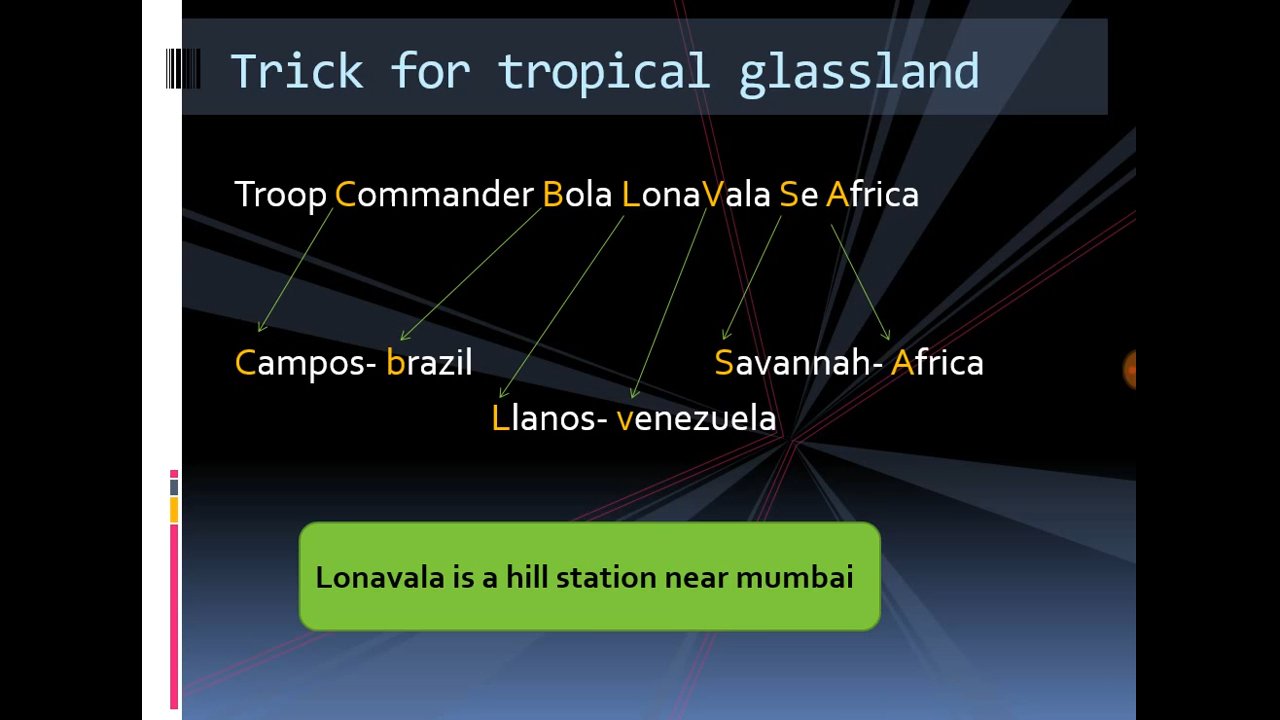 Trick for tropical glassland
Troop Commander Bola LonaVala Se Africa
Campos- brazil
Savannah- Africa
Llanos- venezuela
Lonavala is a hill station near mumbai